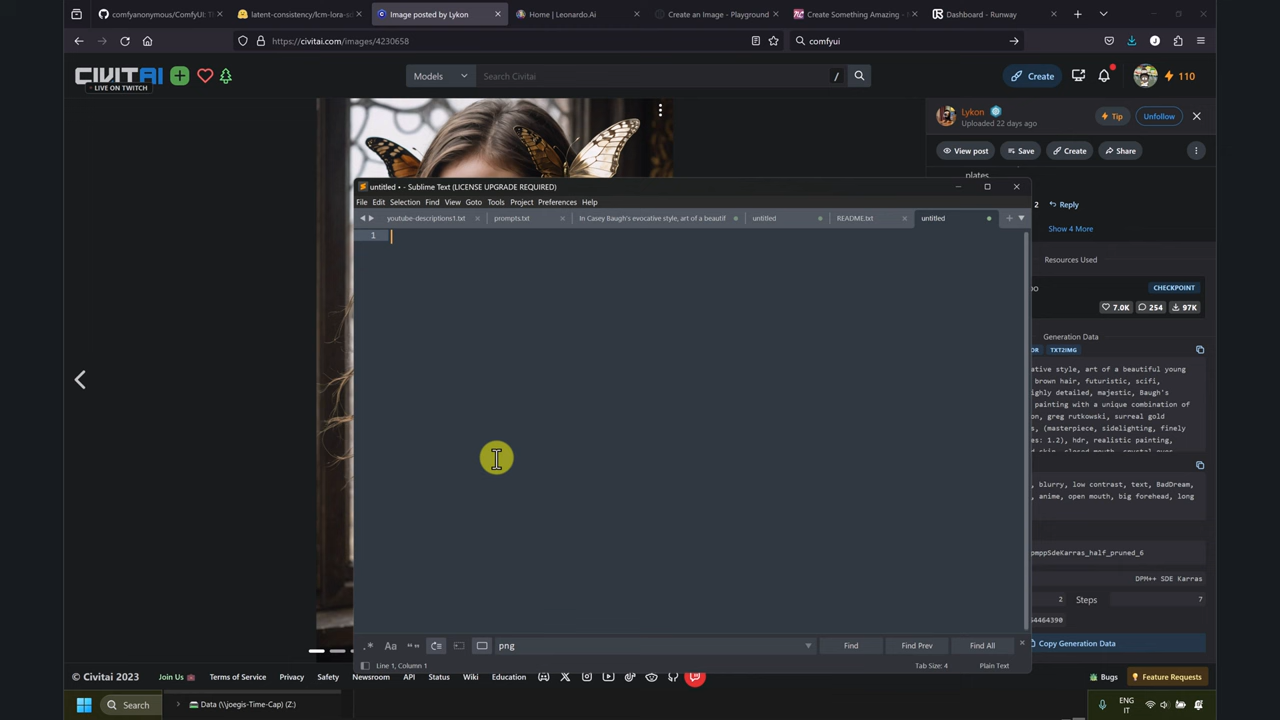 comfyanonymous/ComfyUI: T
latent-consistency/lcm-lora-sd
Image posted by Lykon
Home | Leonardo.Ai
Create an Image - Playground
Create Something Amazing -
Dashboard - Runway
https://civitai.com/images/4230658
comfyui
CIVITAI
LIVE ON TWITCH
Models
Search Civitai
/
Create
110
Lykon
Uploaded 22 days ago
Tip
Unfollow
View post
Save
Create
Share
plates
untitled • - Sublime Text (LICENSE UPGRADE REQUIRED)
File Edit Selection Find View Goto Tools Project Preferences Help
2 Reply
youtube-descriptions1.txt
prompts.txt
In Casey Baugh's evocative style, art of a beautif
untitled
README.txt
untitled
Show 4 More
1
Resources Used
CHECKPOINT
7.0K 254 97K
Generation Data
TXT2IMG
ative style, art of a beautiful young
brown hair, futuristic, scifi,
ighly detailed, majestic, Baugh's
painting with a unique combination of
on, greg rutkowski, surreal gold
, (masterpiece, sidelighting, finely
es: 1.2), hdr, realistic painting,
, blurry, low contrast, text, BadDream,
, anime, open mouth, big forehead, long
ompp5deKarras_half_pruned_6
DPM++ SDE Karras
2 Steps 7
64464390
Copy Generation Data
.* Aa “” png Find Find Prev Find All
Line 1, Column 1
Tab Size: 4
Plain Text
© Civitai 2023
Join Us
Terms of Service
Privacy
Safety
Newsroom
API
Status
Wiki
Education
Bugs
Feature Requests
Search
Data (\\joegis-Time-Cap) (Z:)
ENG
IT